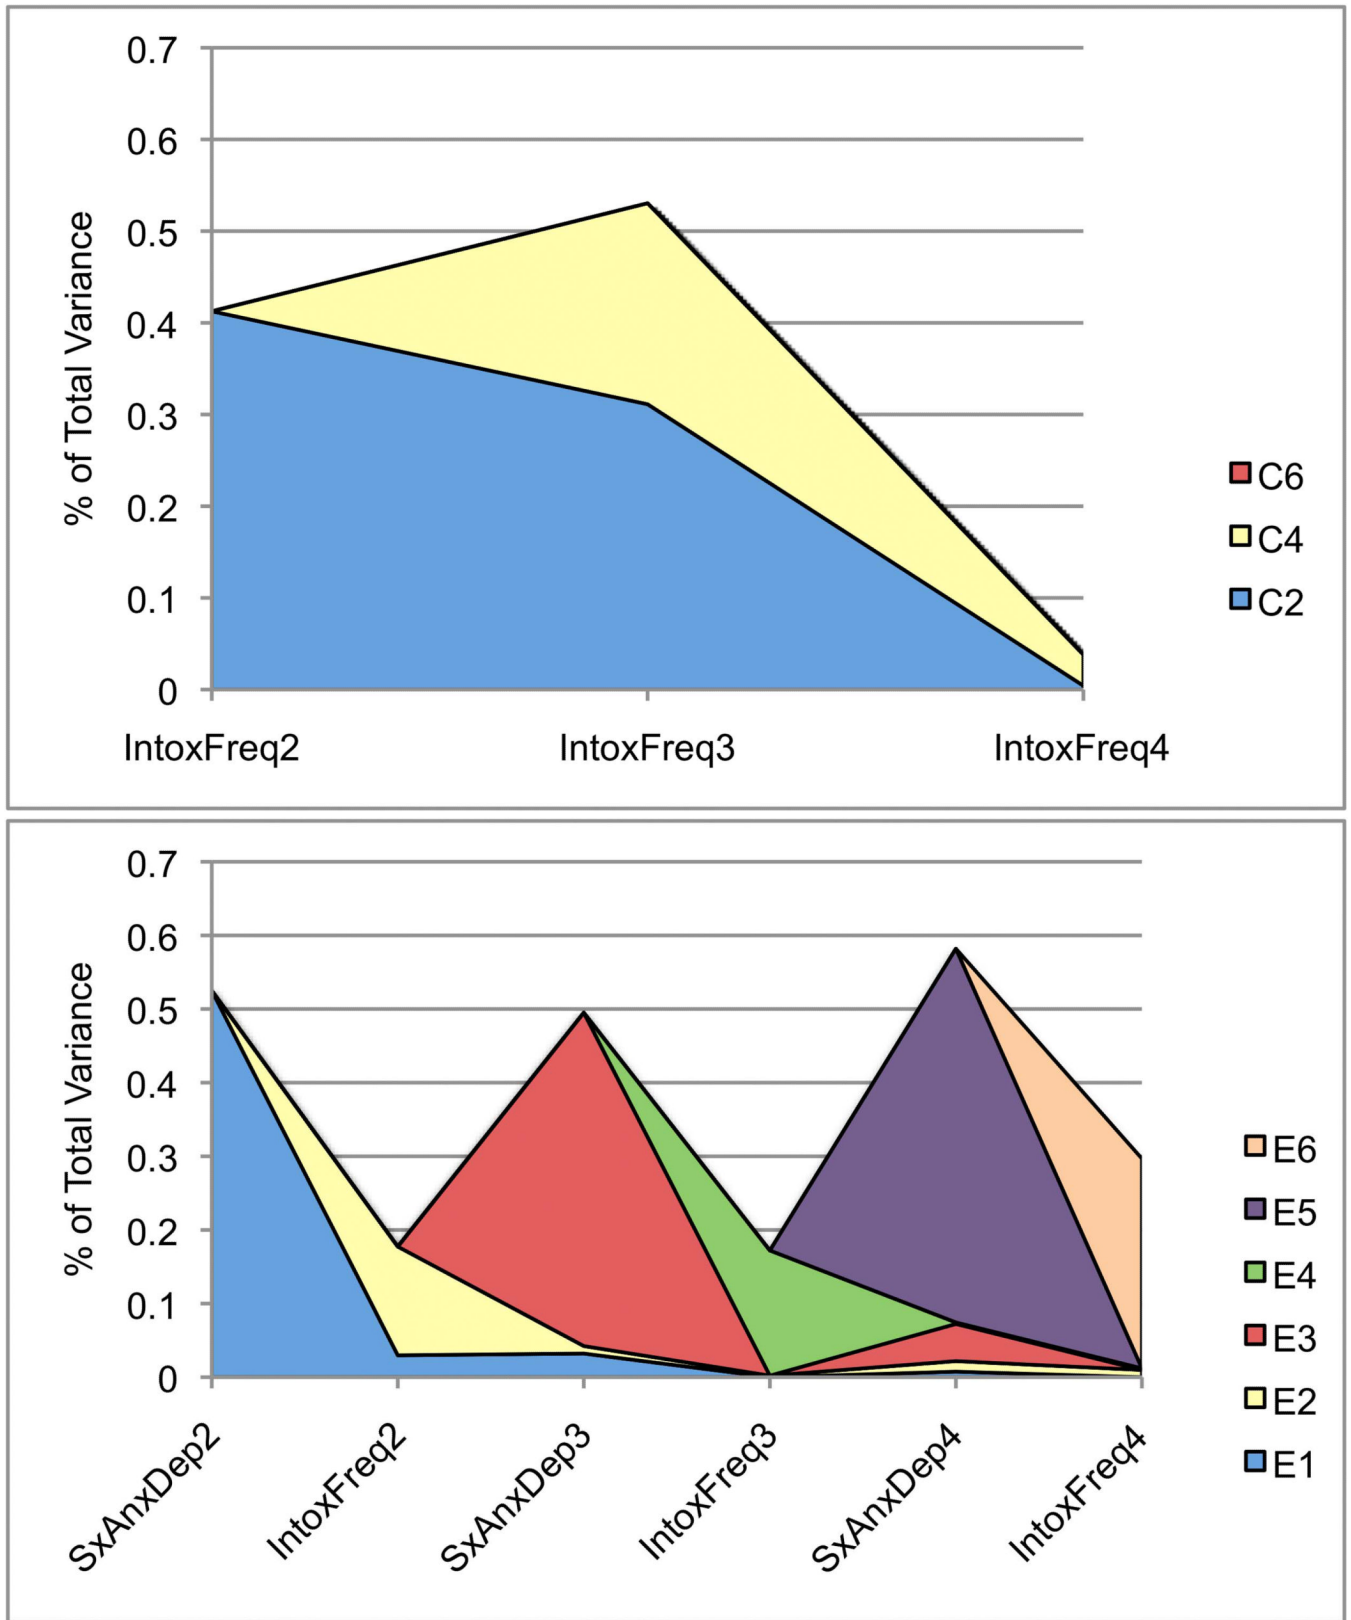 % of Total Variance
0.7
0.6
0.5
0.4
0.3
0.2
0.1
0
IntoxFreq2
IntoxFreq3
IntoxFreq4
C6
C4
C2
% of Total Variance
0.7
0.6
0.5
0.4
0.3
0.2
0.1
0
SxAnxDep2
IntoxFreq2
SxAnxDep3
IntoxFreq3
SxAnxDep4
IntoxFreq4
E6
E5
E4
E3
E2
E1